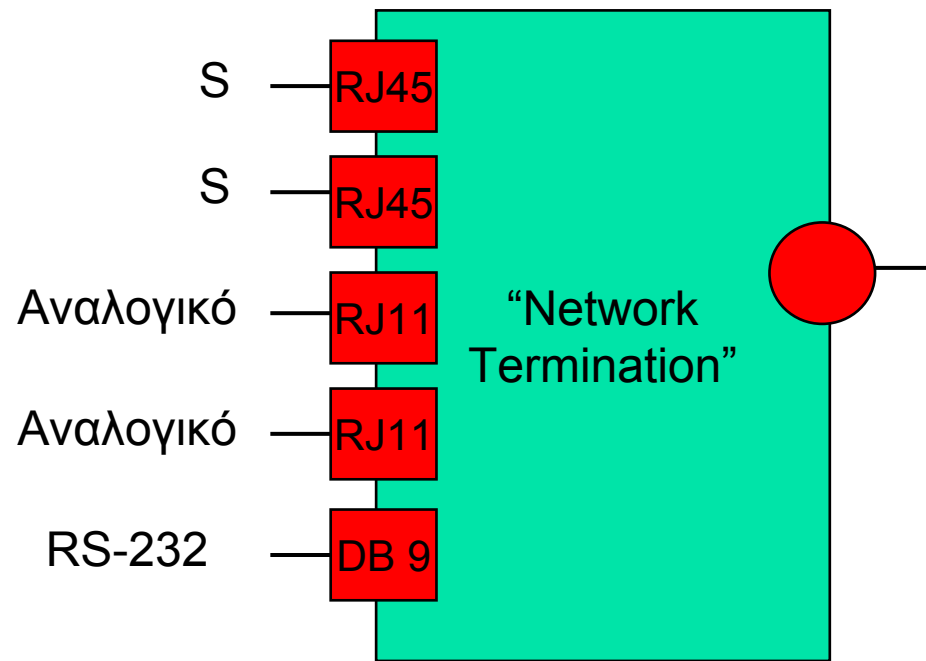 S
RJ45
S
RJ45
Αναλογικό
RJ11
“Network
Termination”
Αναλογικό
RJ11
RS-232
DB 9